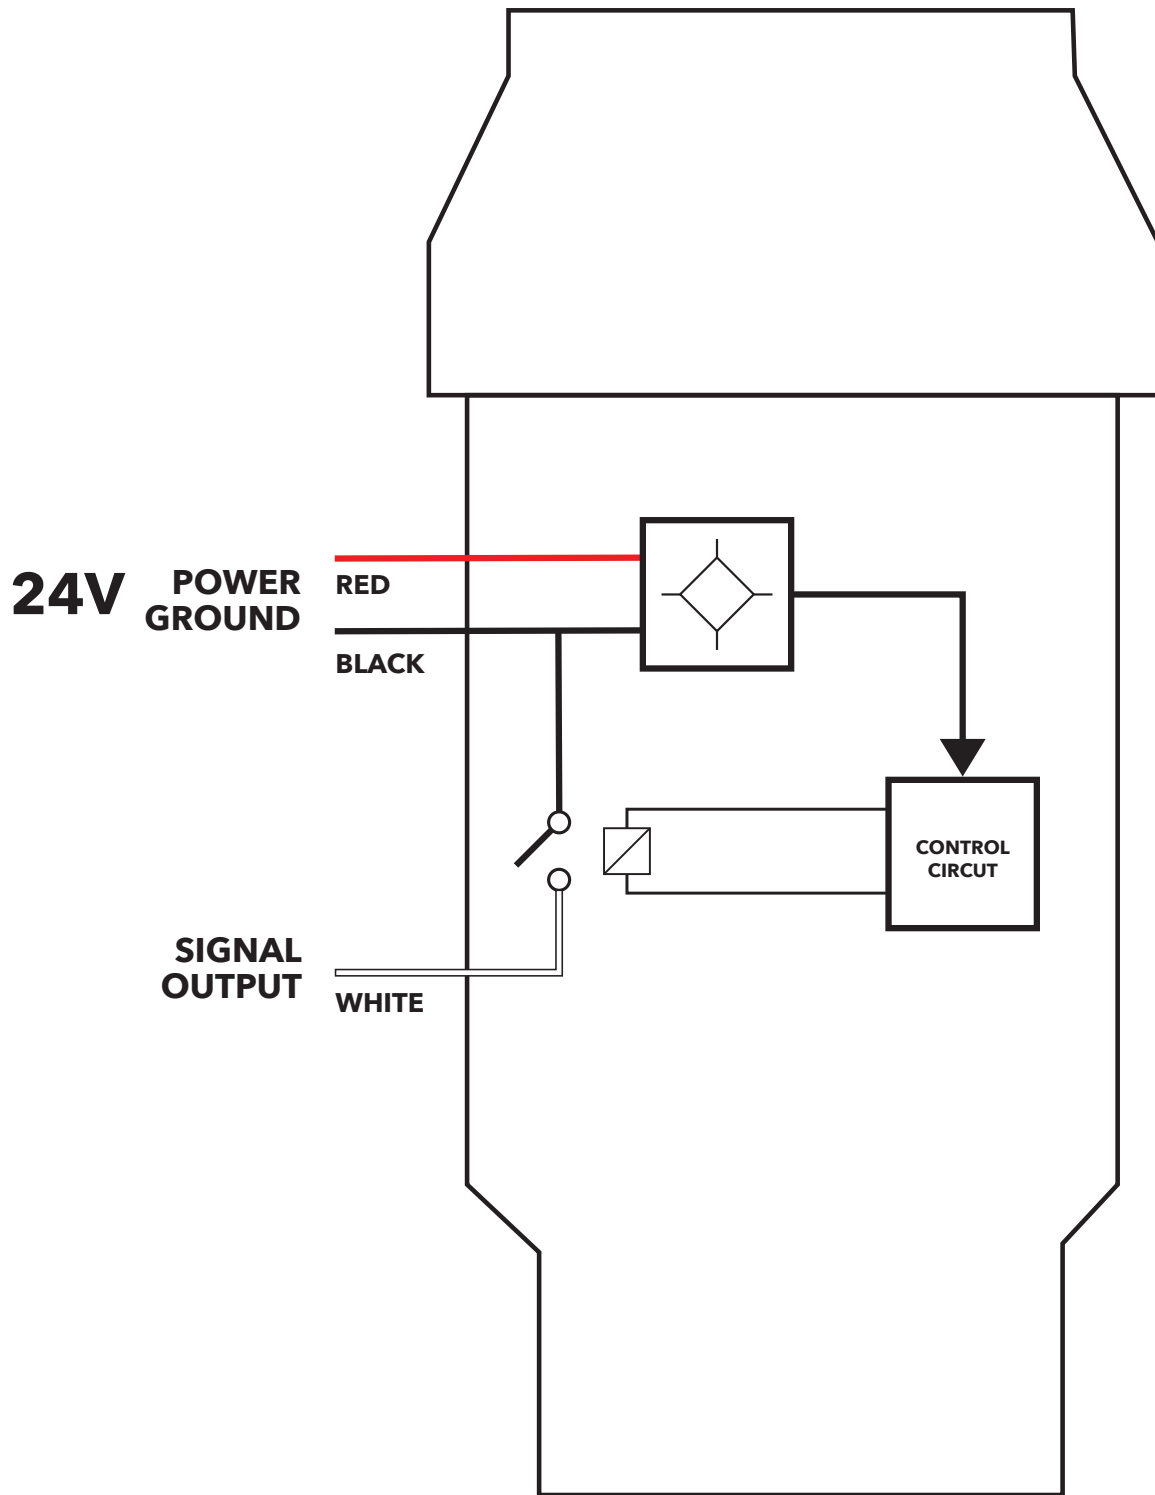 24V
POWER
GROUND
RED
BLACK
CONTROL
CIRCUT
SIGNAL
OUTPUT
WHITE